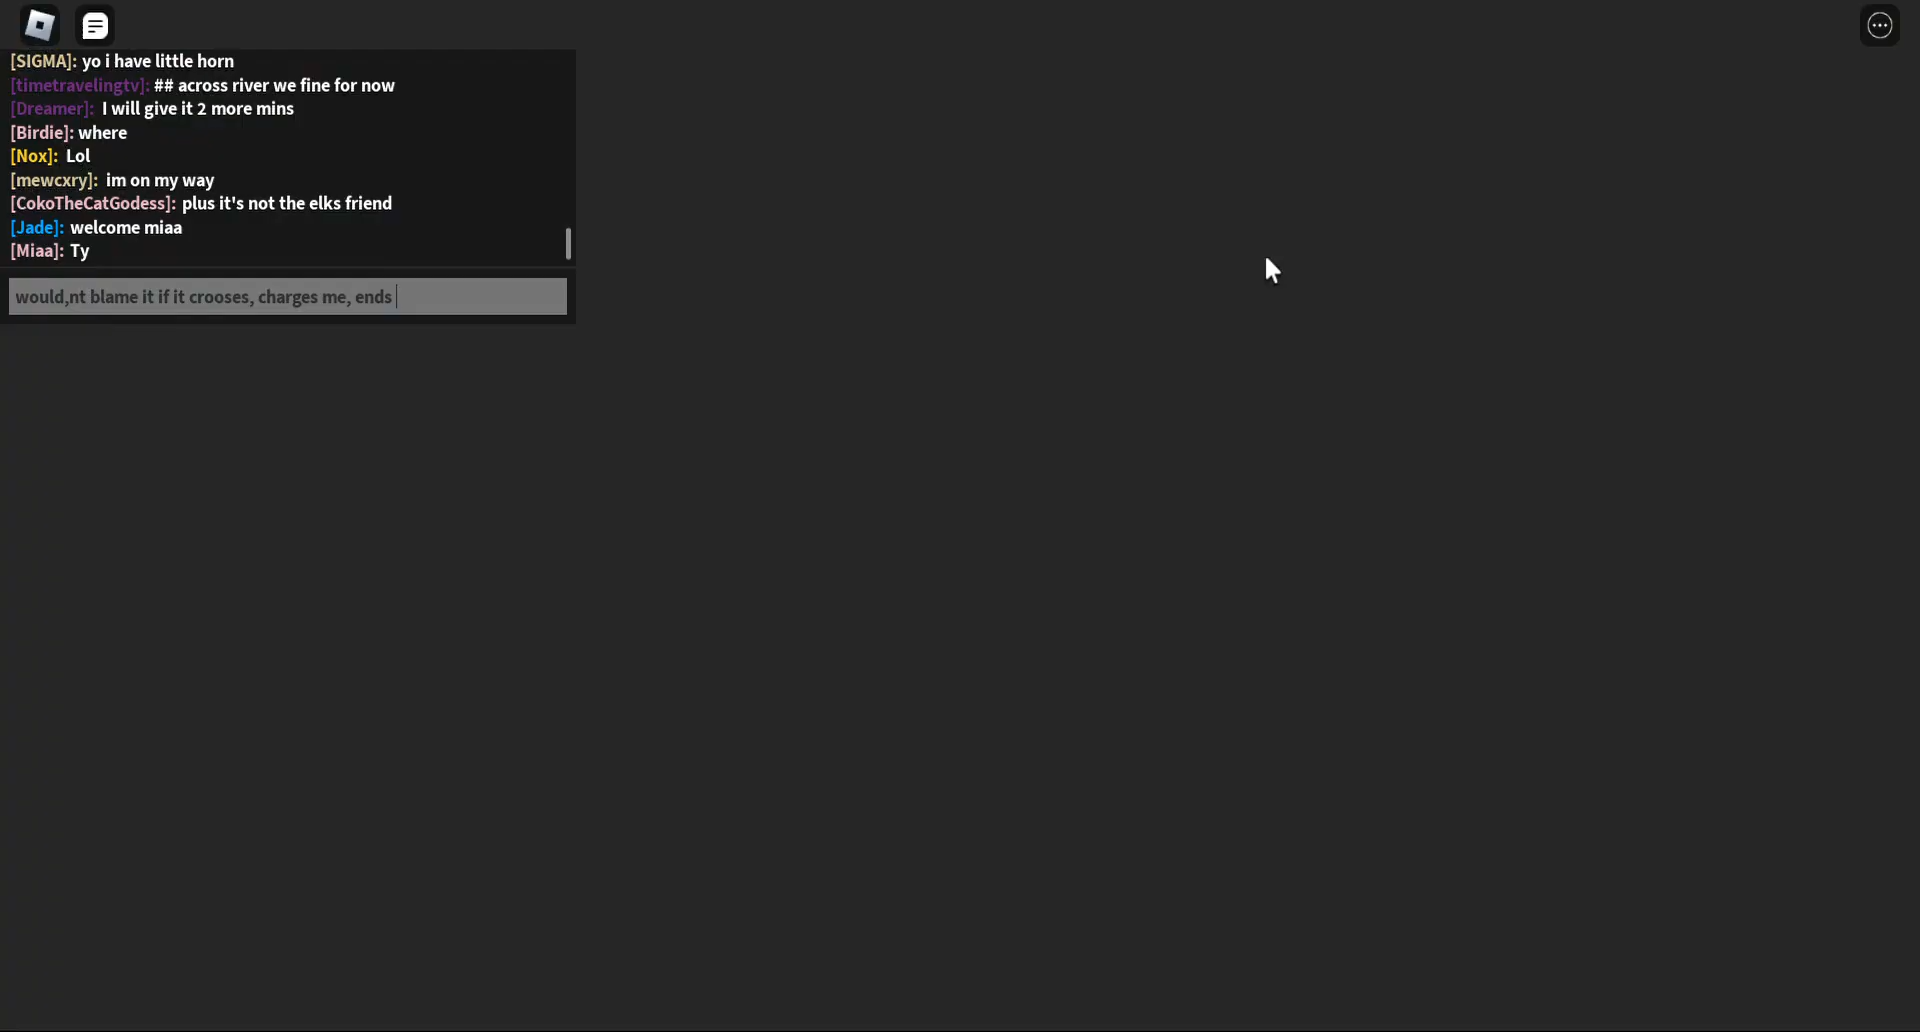 [SIGMA]: yo i have little horn
[timetravelingtv]: ## across river we fine for now
[Dreamer]: I will give it 2 more mins
[Birdie]: where
[Nox]: Lol
[mewcxry]: im on my way
[CokoTheCatGodess]: plus it's not the elks friend
[Jade]: welcome miaa
[Miaa]: Ty
would,nt blame it if it crooses, charges me, ends